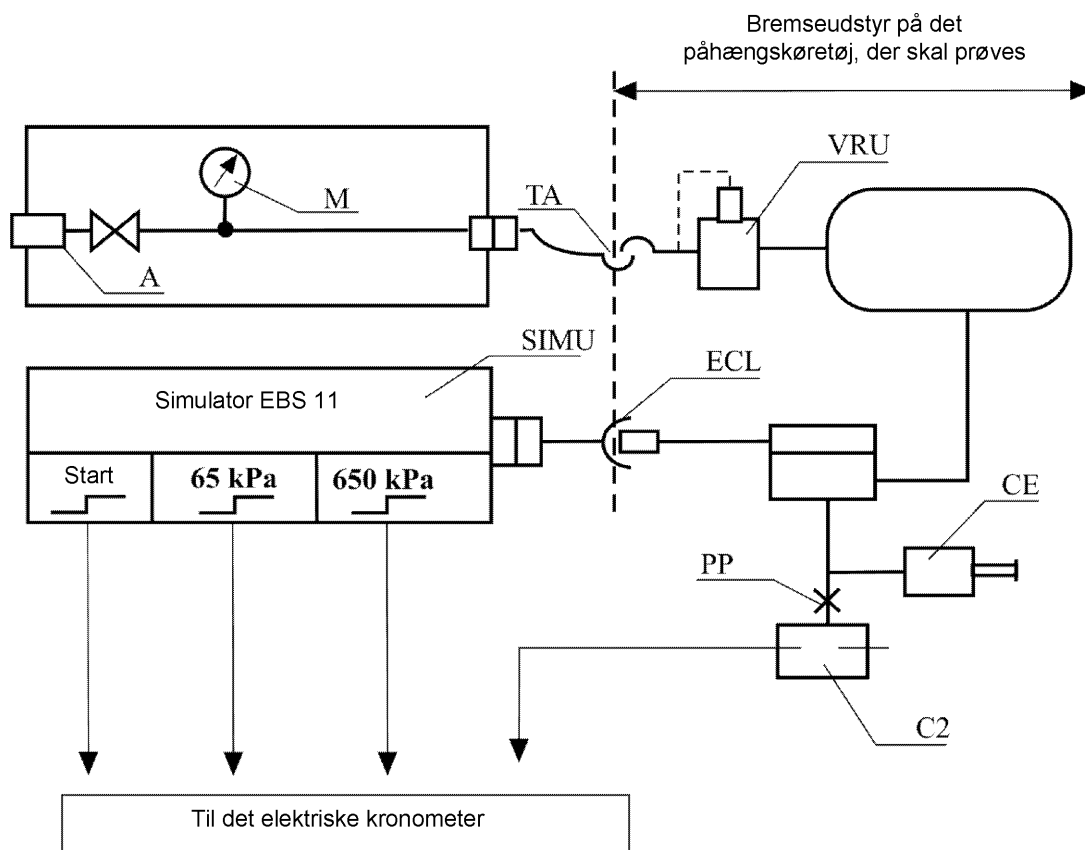 Bremseudstyr på det
påhængskøretøj, der skal prøves
VRU
M
TA
A
SIMU
ECL
Simulator EBS 11
Start
65 kPa
650 kPa
CE
PP
C2
Til det elektriske kronometer